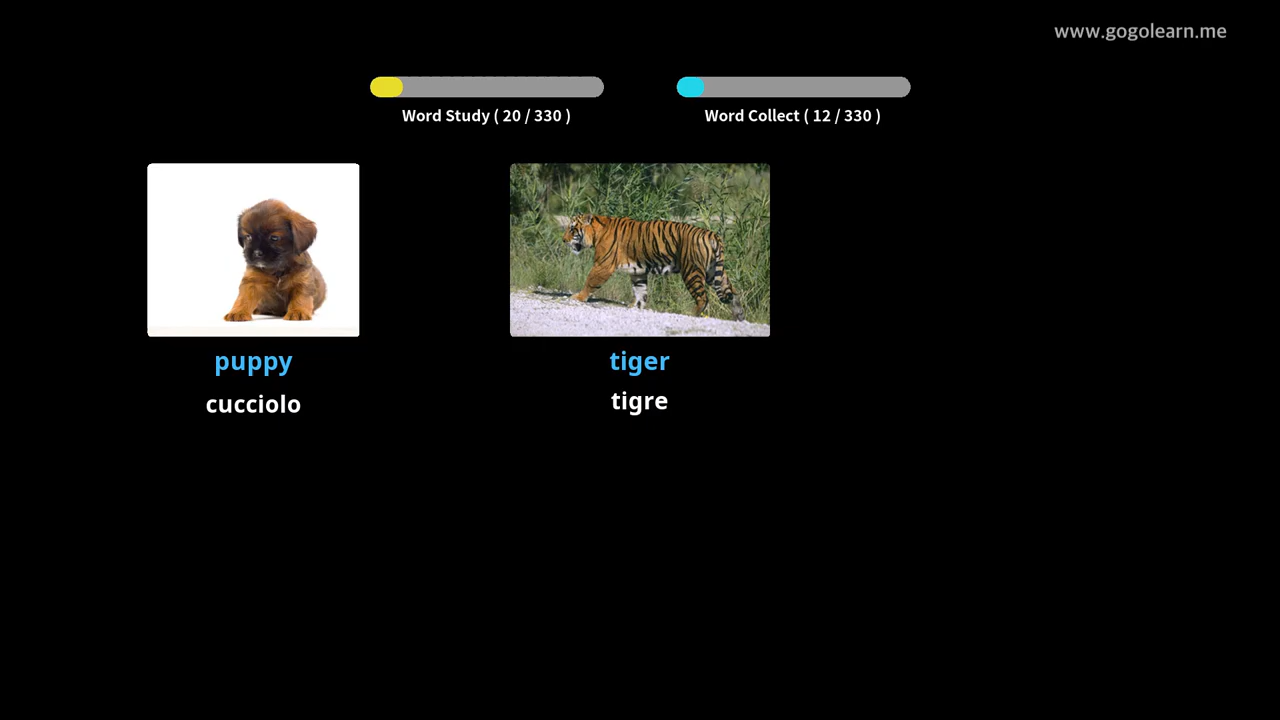 www.gogolearn.me
Word Study ( 20 / 330 )
Word Collect ( 12 / 330 )
puppy
cucciolo
tiger
tigre